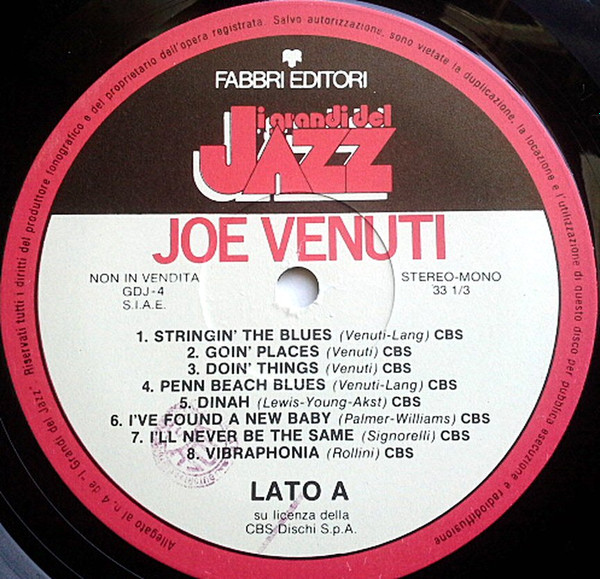 Allegato al n. 4 de «I Grandi del Jazz» Riservati tutti i diritti del produttore fonografico e del proprietario dell'opera registrata. Salvo autorizzazione, sono vietate la duplicazione, la locazione e l'utilizzazione di questo disco per pubblica esecuzione e radiodiffusione
FABBRI EDITORI
i grandi del
JAZZ
JOE VENUTI
NON IN VENDITA
GDJ-4
S.I.A.E.
STEREO-MONO
33 1/3
1. STRINGIN' THE BLUES (Venuti-Lang) CBS
2. GOIN' PLACES (Venuti) CBS
3. DOIN' THINGS (Venuti) CBS
4. PENN BEACH BLUES (Venuti-Lang) CBS
5. DINAH (Lewis-Young-Akst) CBS
6. I'VE FOUND A NEW BABY (Palmer-Williams) CBS
7. I'LL NEVER BE THE SAME (Signorelli) CBS
8. VIBRAPHONIA (Rollini) CBS
LATO A
su licenza della
CBS Dischi S.p.A.